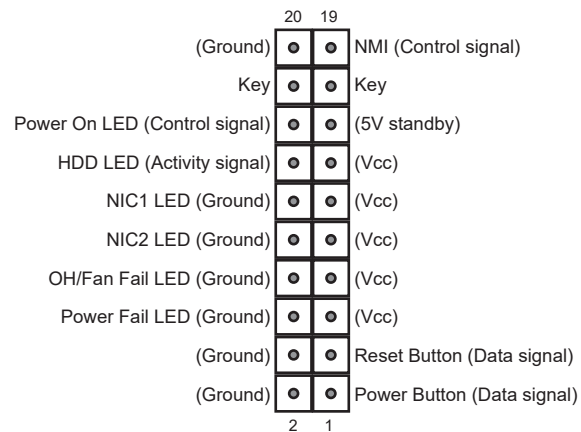 20 19
(Ground) NMI (Control signal)
Key Key
Power On LED (Control signal) (5V standby)
HDD LED (Activity signal) (Vcc)
NIC1 LED (Ground) (Vcc)
NIC2 LED (Ground) (Vcc)
OH/Fan Fail LED (Ground) (Vcc)
Power Fail LED (Ground) (Vcc)
(Ground) Reset Button (Data signal)
(Ground) Power Button (Data signal)
2 1